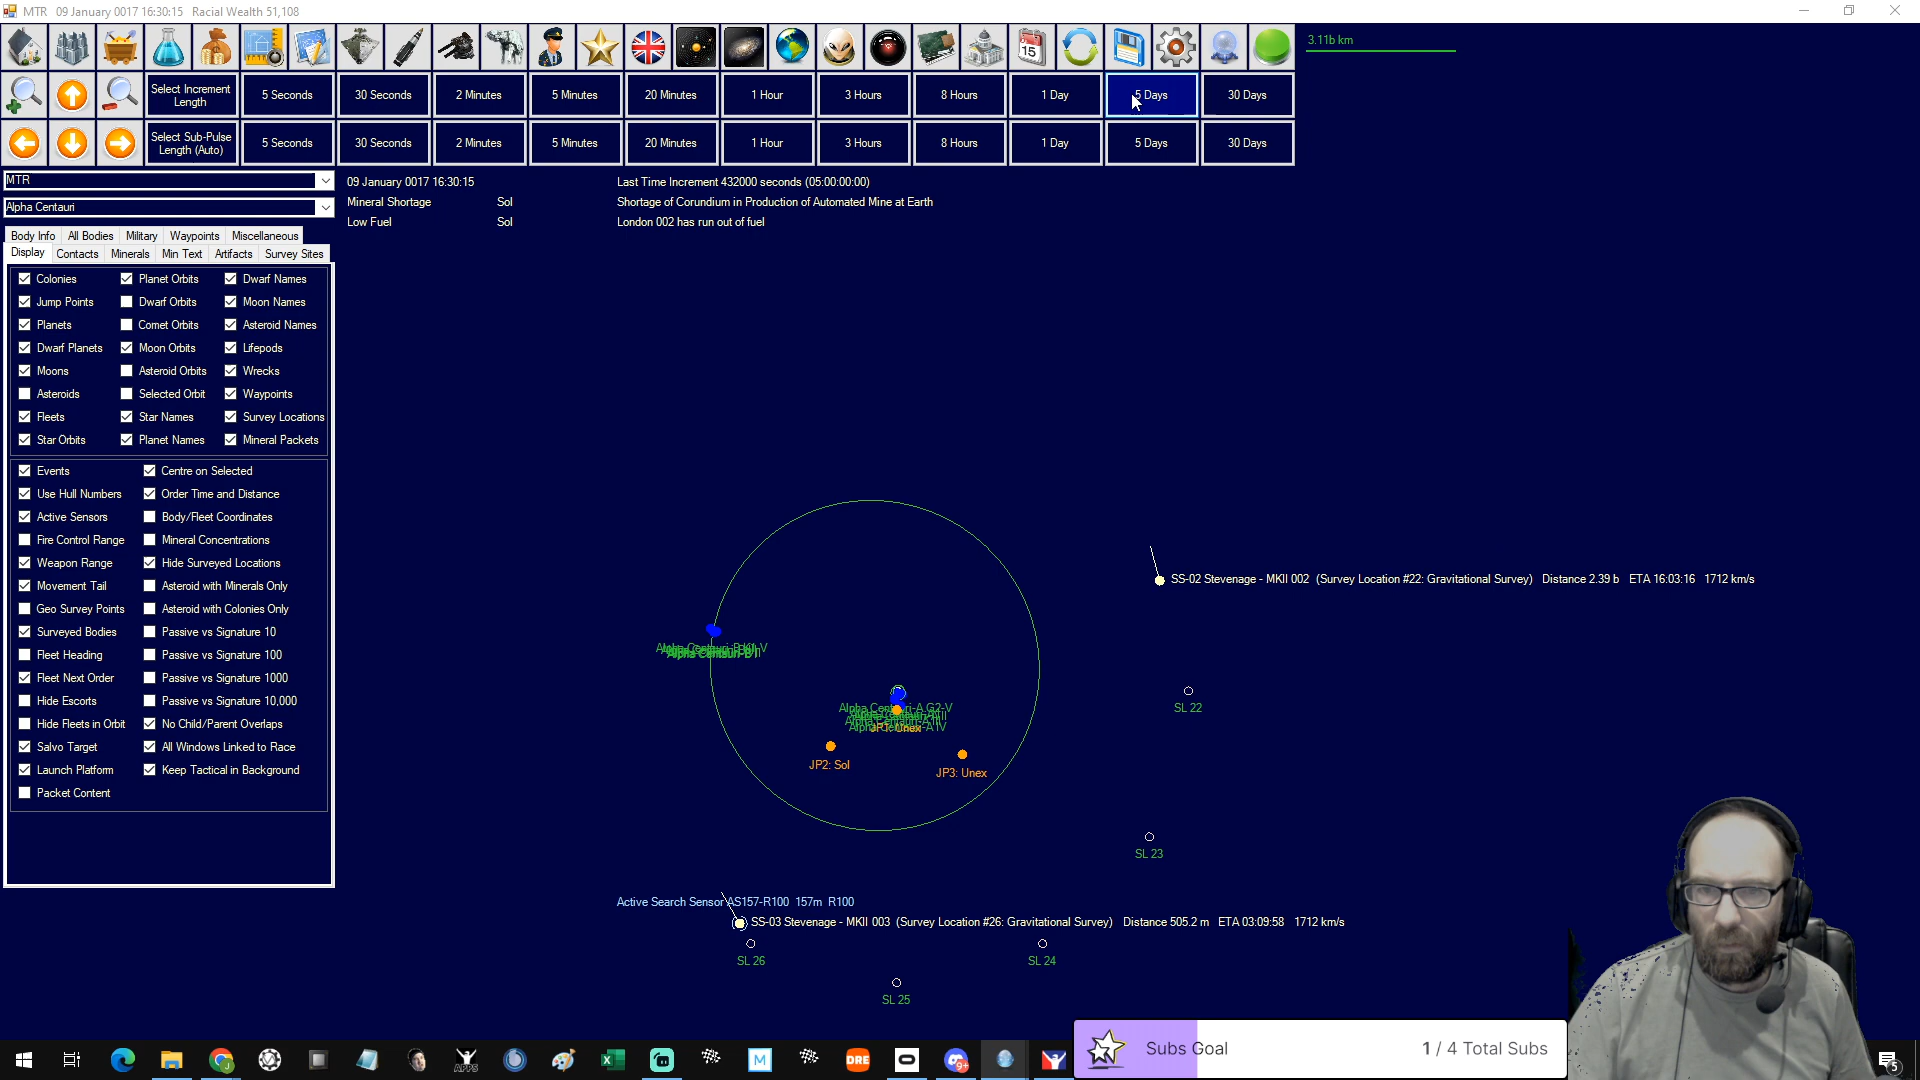 MTR 09 January 0017 16:30:15 Racial Wealth 51,108
3.11b km
Select Increment Length
5 Seconds
30 Seconds
2 Minutes
5 Minutes
20 Minutes
1 Hour
3 Hours
8 Hours
1 Day
5 Days
30 Days
Select Sub-Pulse Length (Auto)
5 Seconds
30 Seconds
2 Minutes
5 Minutes
20 Minutes
1 Hour
3 Hours
8 Hours
1 Day
5 Days
30 Days
MTR
Alpha Centauri
09 January 0017 16:30:15 Last Time Increment 432000 seconds (05:00:00:00)
Mineral Shortage Sol Shortage of Corundium in Production of Automated Mine at Earth
Low Fuel Sol London 002 has run out of fuel
Body Info All Bodies Military Waypoints Miscellaneous
Display Contacts Minerals Min Text Artifacts Survey Sites
Colonies Planet Orbits Dwarf Names
Jump Points Dwarf Orbits Moon Names
Planets Comet Orbits Asteroid Names
Dwarf Planets Moon Orbits Lifepods
Moons Asteroid Orbits Wrecks
Asteroids Selected Orbit Waypoints
Fleets Star Names Survey Locations
Star Orbits Planet Names Mineral Packets
Events Centre on Selected
Use Hull Numbers Order Time and Distance
Active Sensors Body/Fleet Coordinates
Fire Control Range Mineral Concentrations
Weapon Range Hide Surveyed Locations
Movement Tail Asteroid with Minerals Only
Geo Survey Points Asteroid with Colonies Only
Surveyed Bodies Passive vs Signature 10
Fleet Heading Passive vs Signature 100
Fleet Next Order Passive vs Signature 1000
Hide Escorts Passive vs Signature 10,000
Hide Fleets in Orbit No Child/Parent Overlaps
Salvo Target All Windows Linked to Race
Launch Platform Keep Tactical in Background
Packet Content
SS-02 Stevenage - MKII 002 (Survey Location #22: Gravitational Survey) Distance 2.39 b ETA 16:03:16 1712 km/s
Alpha Centauri-A G2-V
JP2: Sol
JP3: Unex
SL 22
SL 23
Active Search Sensor AS157-R100 157m R100
SS-03 Stevenage - MKII 003 (Survey Location #26: Gravitational Survey) Distance 505.2 m ETA 03:09:58 1712 km/s
SL 26
SL 24
SL 25
Subs Goal 1 / 4 Total Subs
APPS
M
DRE
9+
5
15